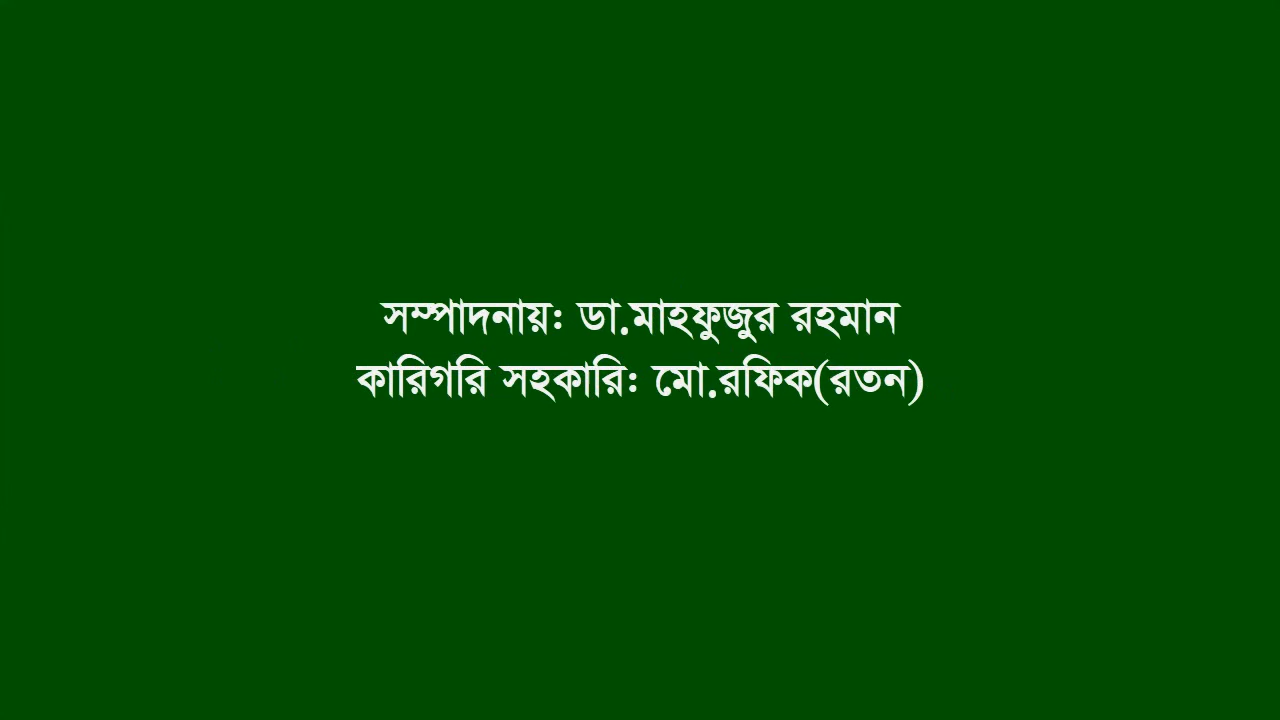 সম্পাদনায়: ডা.মাহফুজুর রহমান
কারিগরি সহকারি: মো.রফিক(রতন)